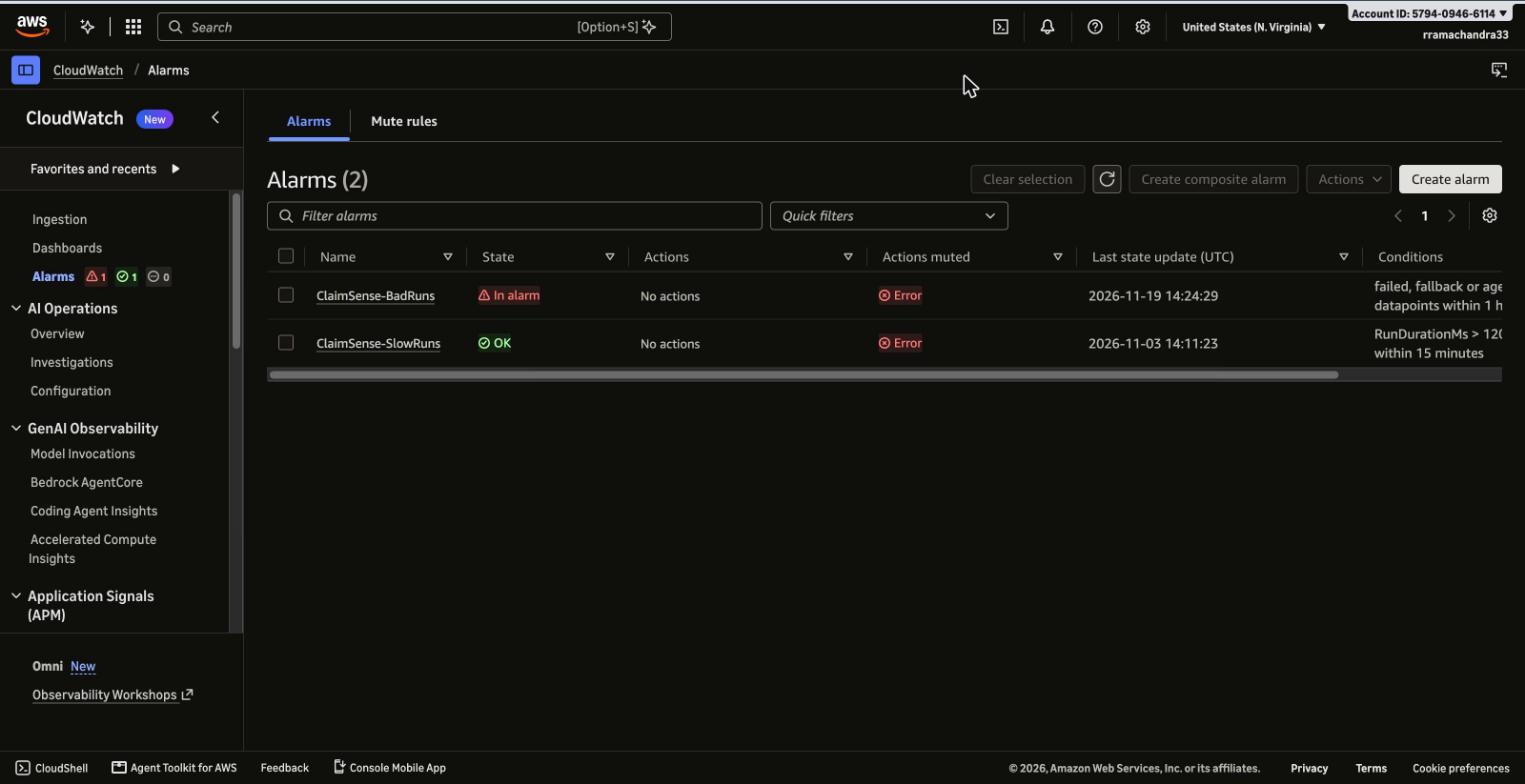 aws
Search
[Option+S]
United States (N. Virginia)
Account ID: 5794-0946-6114
rramachandra33
CloudWatch / Alarms
CloudWatch New
Favorites and recents
Ingestion
Dashboards
Alarms 1 1 0
AI Operations
Overview
Investigations
Configuration
GenAI Observability
Model Invocations
Bedrock AgentCore
Coding Agent Insights
Accelerated Compute
Insights
Application Signals
(APM)
Omni New
Observability Workshops
Alarms
Mute rules
Alarms (2)
Clear selection
Create composite alarm
Actions
Create alarm
Filter alarms
Quick filters
1
Name State Actions Actions muted Last state update (UTC) Conditions
ClaimSense-BadRuns In alarm No actions Error 2026-11-19 14:24:29 failed, fallback or age
datapoints within 1 h
ClaimSense-SlowRuns OK No actions Error 2026-11-03 14:11:23 RunDurationMs > 120
within 15 minutes
CloudShell Agent Toolkit for AWS Feedback Console Mobile App
© 2026, Amazon Web Services, Inc. or its affiliates. Privacy Terms Cookie preferences